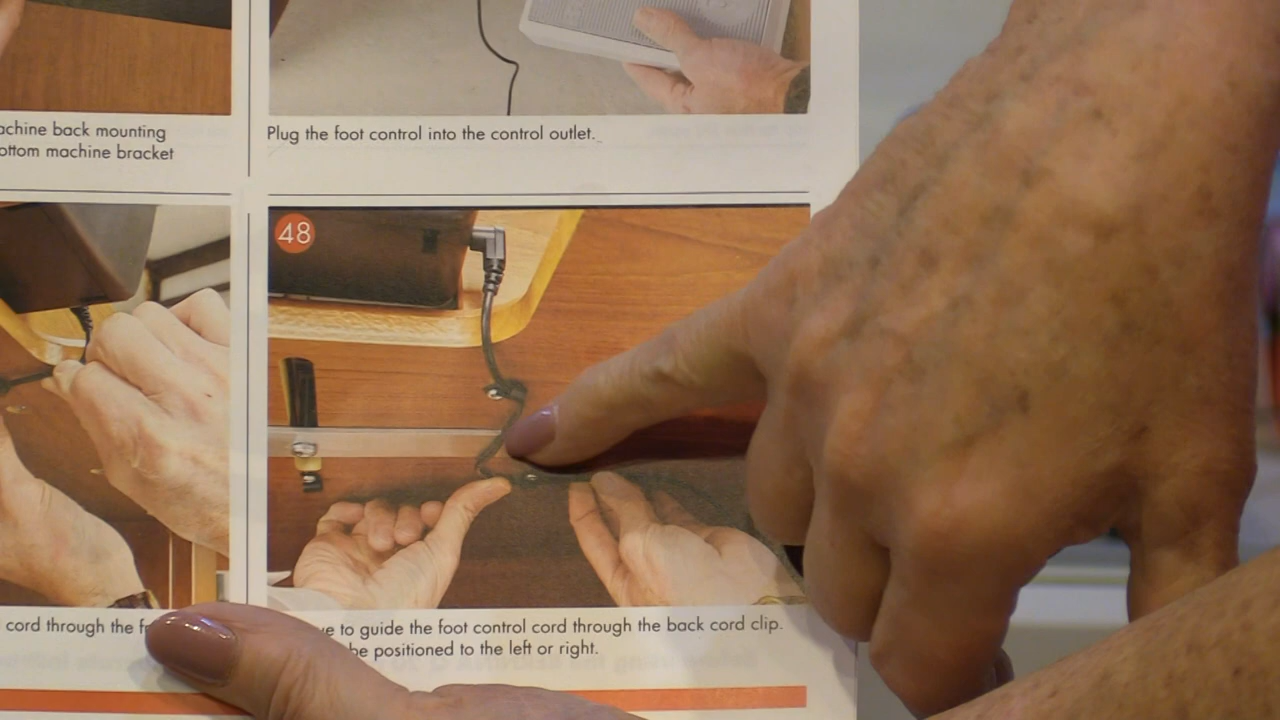 achine back mounting
ottom machine bracket
Plug the foot control into the control outlet.
48
cord through the
to guide the foot control cord through the back cord clip.
be positioned to the left or right.